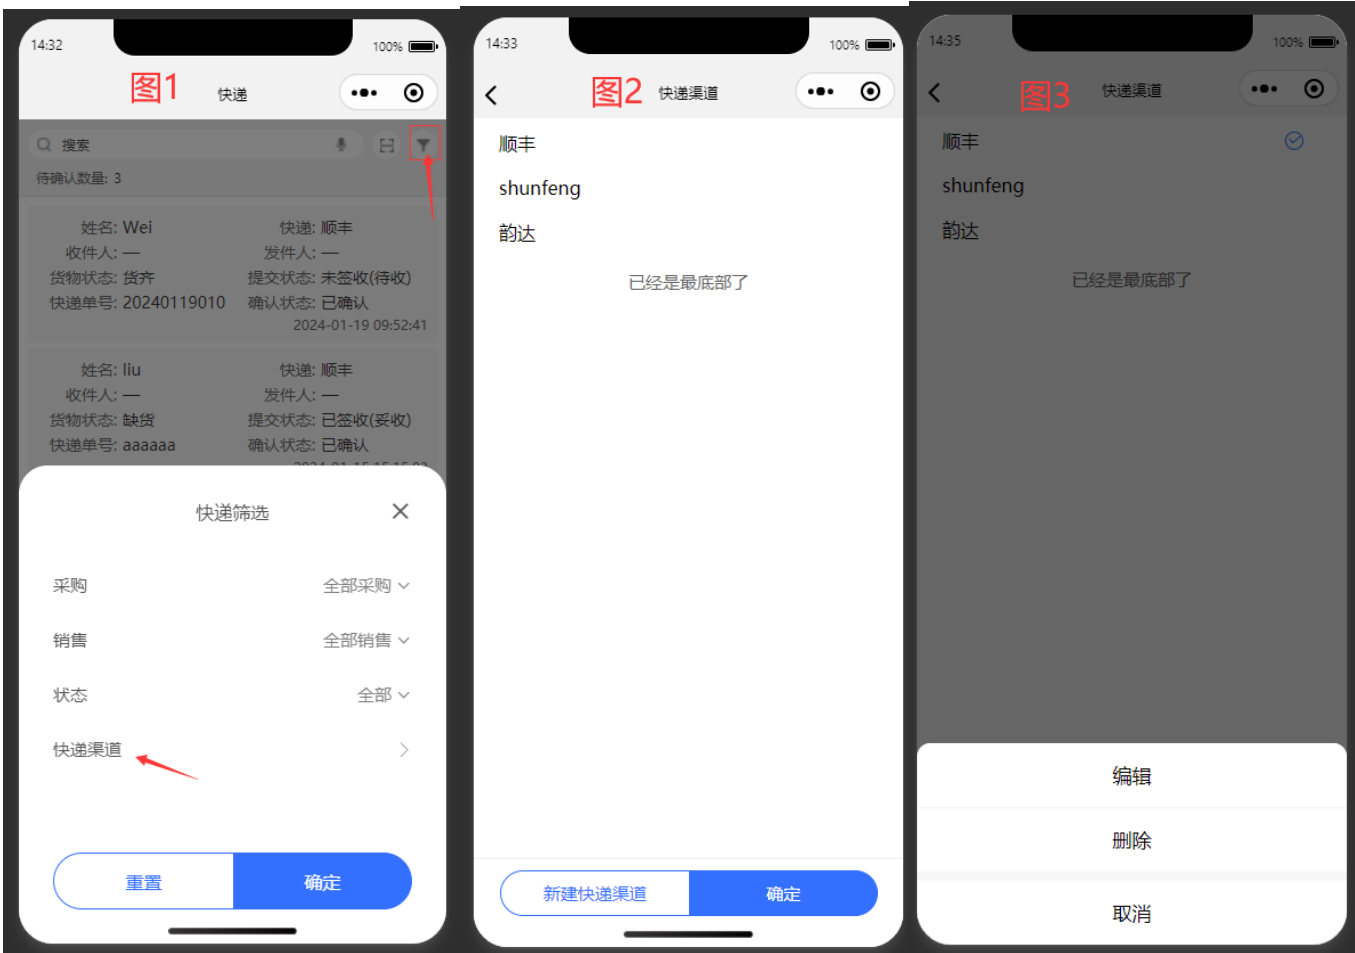 14:32
100%
图1
快递
搜索
待确认数量: 3
姓名: Wei
快递: 顺丰
收件人: —
发件人: —
货物状态: 货齐
提交状态: 未签收(待收)
快递单号: 20240119010
确认状态: 已确认
2024-01-19 09:52:41
姓名: liu
快递: 顺丰
收件人: —
发件人: —
货物状态: 缺货
提交状态: 已签收(妥收)
快递单号: aaaaaa
确认状态: 已确认
快递筛选
采购
全部采购
销售
全部销售
状态
全部
快递渠道
重置
确定
14:33
100%
图2
快递渠道
顺丰
shunfeng
韵达
已经是最底部了
新建快递渠道
确定
14:35
100%
图3
快递渠道
顺丰
shunfeng
韵达
已经是最底部了
编辑
删除
取消